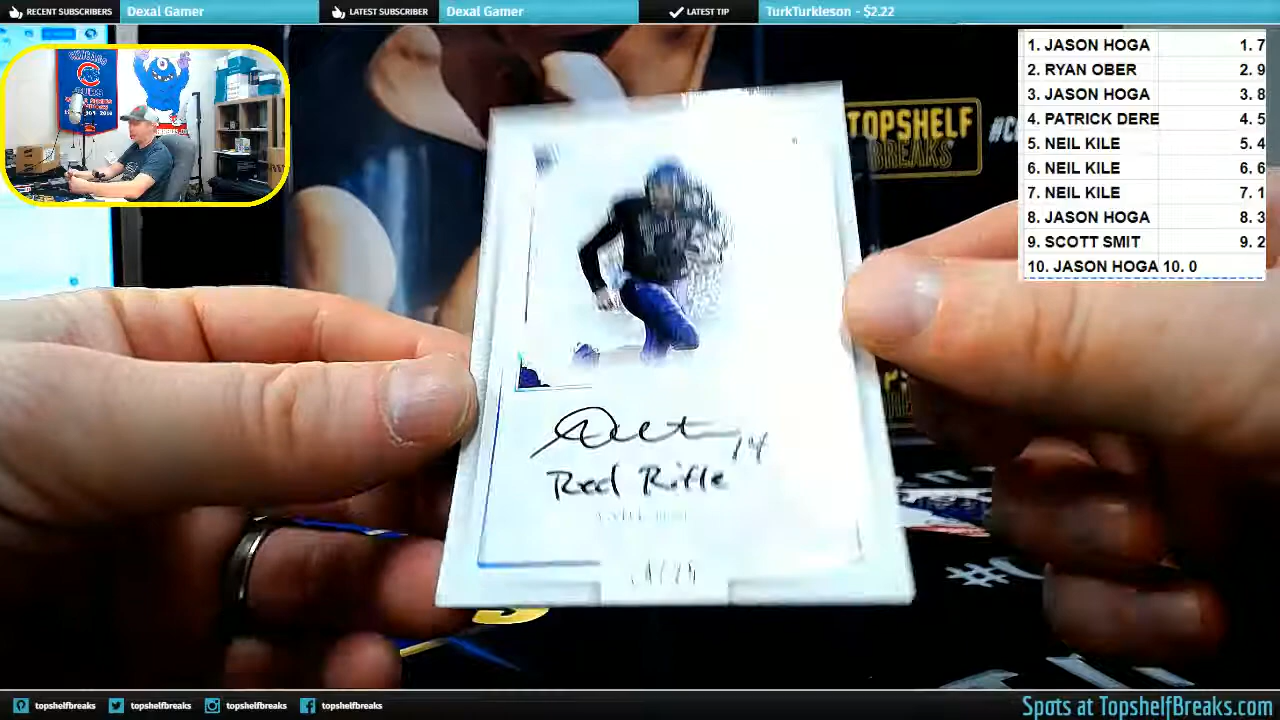 RECENT SUBSCRIBERS Dexal Gamer LATEST SUBSCRIBER Dexal Gamer LATEST TIP TurkTurkleson - $2.22
CHICAGO
CUBS
TOPSHELF
BREAKS
1. JASON HOGA 1. 7
2. RYAN OBER 2. 9
3. JASON HOGA 3. 8
4. PATRICK DERE 4. 5
5. NEIL KILE 5. 4
6. NEIL KILE 6. 6
7. NEIL KILE 7. 1
8. JASON HOGA 8. 3
9. SCOTT SMIT 9. 2
10. JASON HOGA 10. 0
14
Red Rifle
topshelfbreaks topshelfbreaks topshelfbreaks topshelfbreaks
Spots at TopshelfBreaks.com